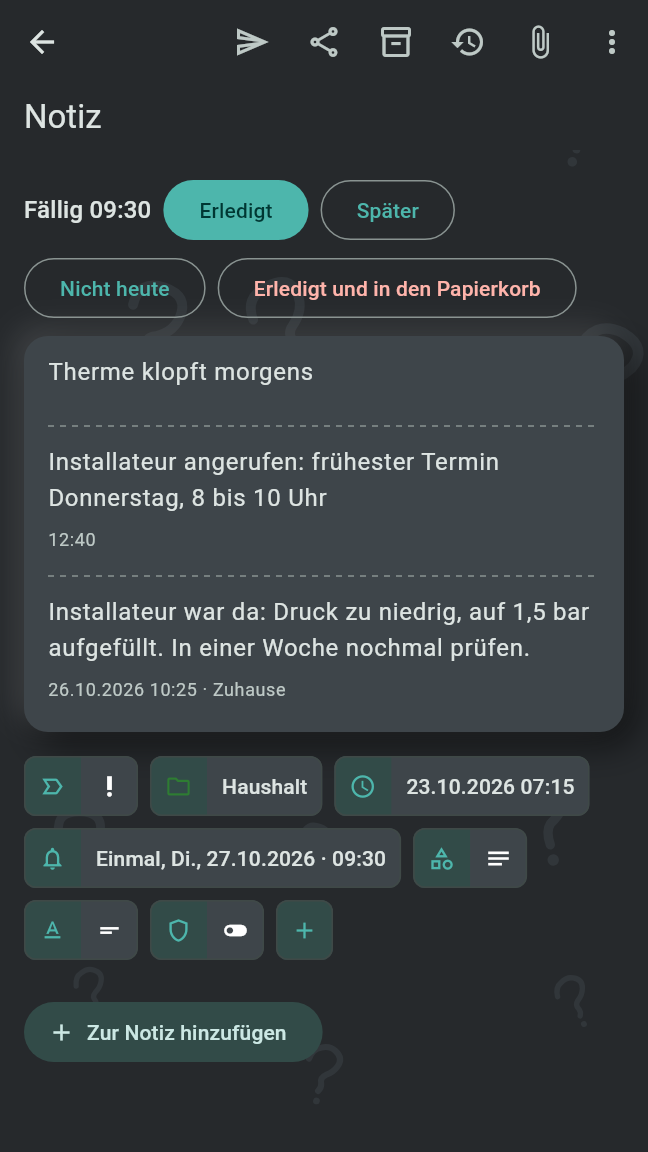 Notiz
Fällig 09:30
Erledigt
Später
Nicht heute
Erledigt und in den Papierkorb
Therme klopft morgens
Installateur angerufen: frühester Termin
Donnerstag, 8 bis 10 Uhr
12:40
Installateur war da: Druck zu niedrig, auf 1,5 bar
aufgefüllt. In einer Woche nochmal prüfen.
26.10.2026 10:25 · Zuhause
Haushalt
23.10.2026 07:15
Einmal, Di., 27.10.2026 · 09:30
Zur Notiz hinzufügen